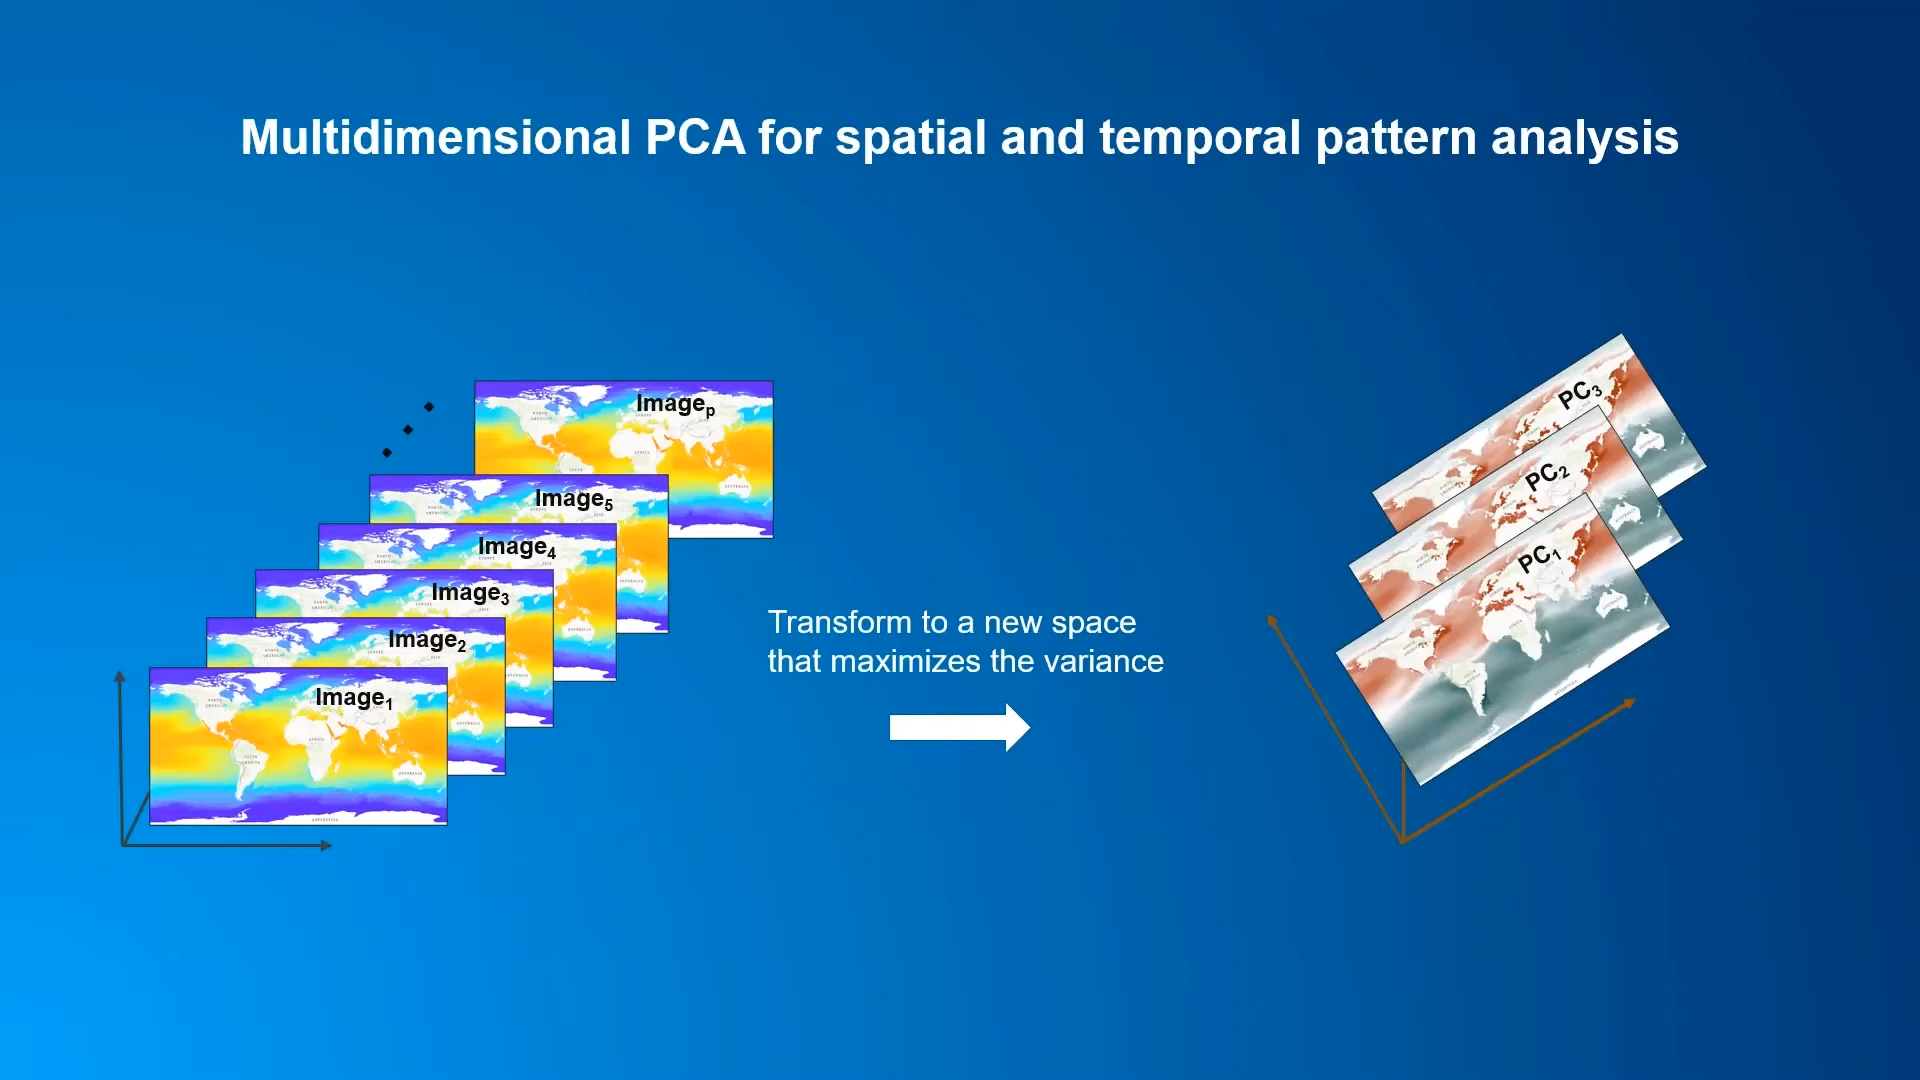 Multidimensional PCA for spatial and temporal pattern analysis
Imageₚ
Image₅
Image₄
Image₃
Image₂
Image₁
Transform to a new space
that maximizes the variance
PC₃
PC₂
PC₁